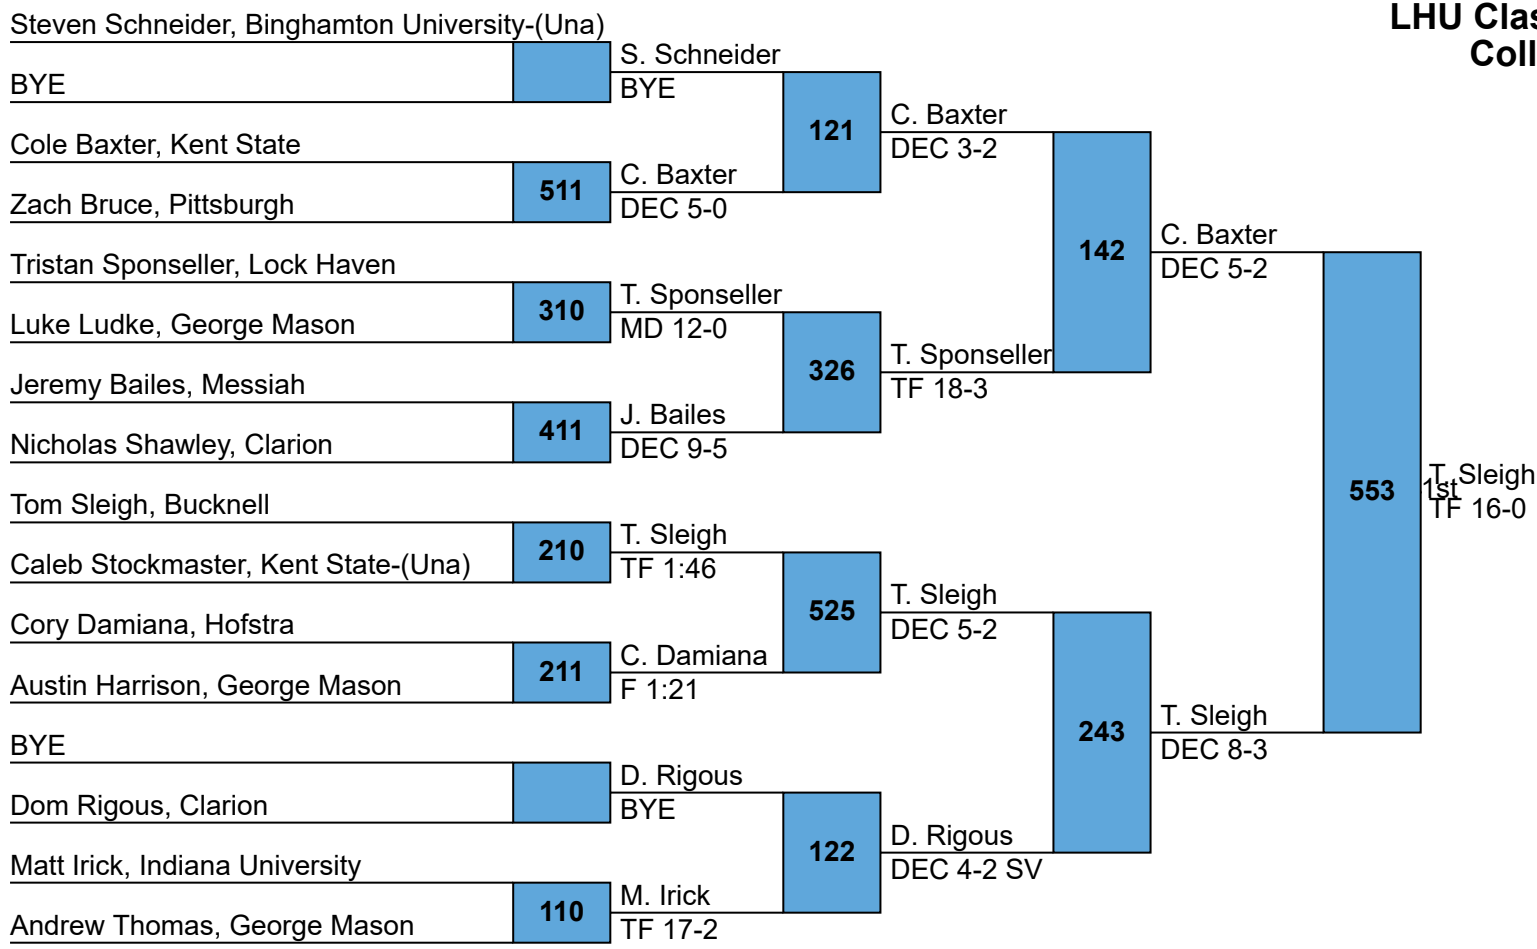 LHU Clas
Coll
Steven Schneider, Binghamton University-(Una)
BYE
S. Schneider
BYE
Cole Baxter, Kent State
511
Zach Bruce, Pittsburgh
C. Baxter
DEC 5-0
121
C. Baxter
DEC 3-2
Tristan Sponseller, Lock Haven
310
Luke Ludke, George Mason
T. Sponseller
MD 12-0
Jeremy Bailes, Messiah
411
Nicholas Shawley, Clarion
J. Bailes
DEC 9-5
326
T. Sponseller
TF 18-3
142
C. Baxter
DEC 5-2
Tom Sleigh, Bucknell
210
Caleb Stockmaster, Kent State-(Una)
T. Sleigh
TF 1:46
Cory Damiana, Hofstra
211
Austin Harrison, George Mason
C. Damiana
F 1:21
525
T. Sleigh
DEC 5-2
BYE
Dom Rigous, Clarion
D. Rigous
BYE
Matt Irick, Indiana University
110
Andrew Thomas, George Mason
M. Irick
TF 17-2
122
D. Rigous
DEC 4-2 SV
243
T. Sleigh
DEC 8-3
553
1st
T. Sleigh
TF 16-0